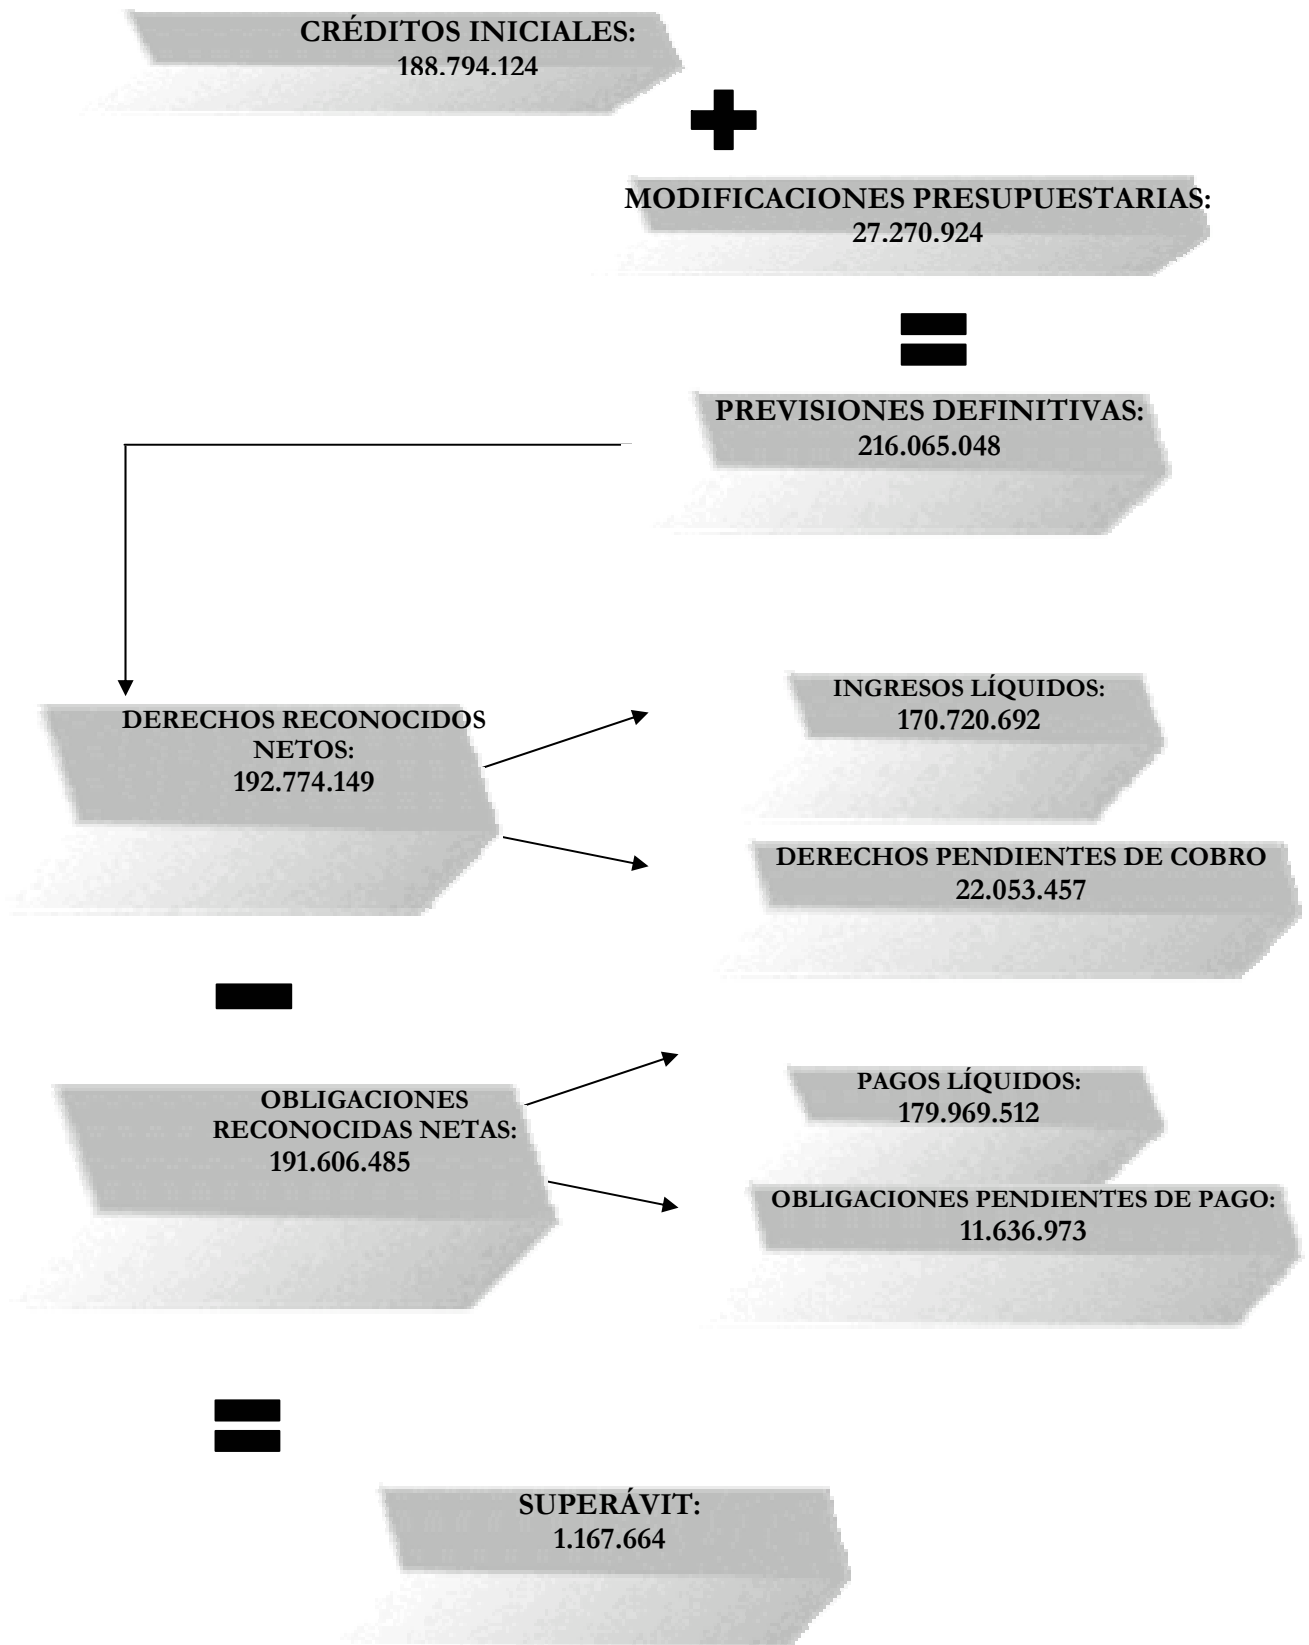 CRÉDITOS INICIALES:
188.794.124
MODIFICACIONES PRESUPUESTARIAS:
27.270.924
PREVISIONES DEFINITIVAS:
216.065.048
DERECHOS RECONOCIDOS
NETOS:
192.774.149
INGRESOS LÍQUIDOS:
170.720.692
DERECHOS PENDIENTES DE COBRO
22.053.457
OBLIGACIONES
RECONOCIDAS NETAS:
191.606.485
PAGOS LÍQUIDOS:
179.969.512
OBLIGACIONES PENDIENTES DE PAGO:
11.636.973
SUPERÁVIT:
1.167.664